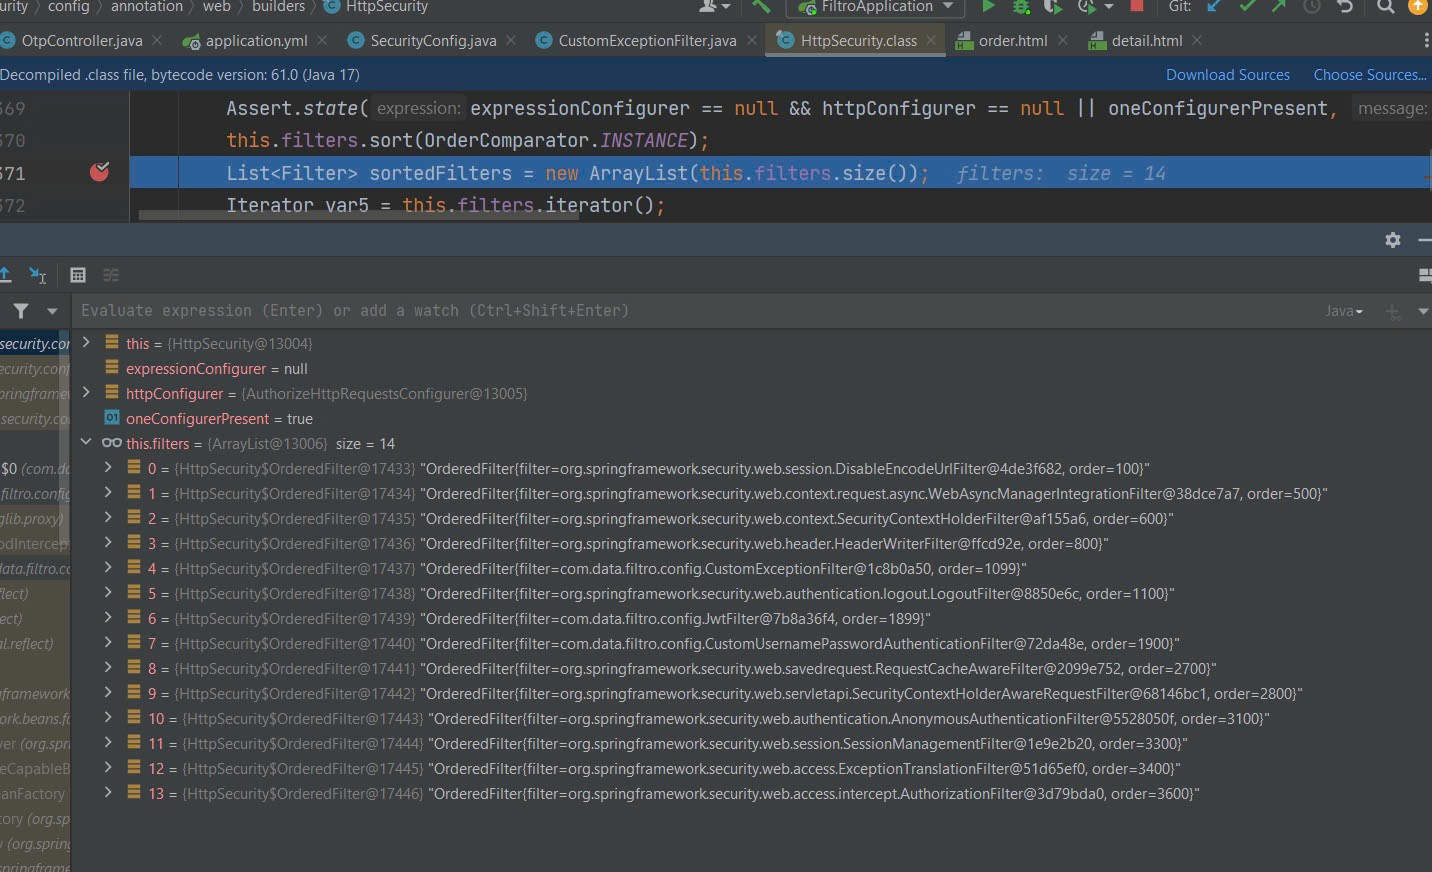 urity > config > annotation > web > builders > HttpSecurity FiltroApplication Git:
OtpController.java application.yml SecurityConfig.java CustomExceptionFilter.java HttpSecurity.class order.html detail.html
Decompiled .class file, bytecode version: 61.0 (Java 17) Download Sources Choose Sources...
369 Assert.state( expression: expressionConfigurer == null && httpConfigurer == null || oneConfigurerPresent, message:
370 this.filters.sort(OrderComparator.INSTANCE);
371 List<Filter> sortedFilters = new ArrayList(this.filters.size()); filters: size = 14
372 Iterator var5 = this.filters.iterator();
Evaluate expression (Enter) or add a watch (Ctrl+Shift+Enter) Java
security.cor this = {HttpSecurity@13004}
ecurity.conf expressionConfigurer = null
springframew httpConfigurer = {AuthorizeHttpRequestsConfigurer@13005}
security.co oneConfigurerPresent = true
this.filters = {ArrayList@13006} size = 14
$0 (com.da 0 = {HttpSecurity$OrderedFilter@17433} "OrderedFilter{filter=org.springframework.security.web.session.DisableEncodeUrlFilter@4de3f682, order=100}"
filtro.config 1 = {HttpSecurity$OrderedFilter@17434} "OrderedFilter{filter=org.springframework.security.web.context.request.async.WebAsyncManagerIntegrationFilter@38dce7a7, order=500}"
glib.proxy) 2 = {HttpSecurity$OrderedFilter@17435} "OrderedFilter{filter=org.springframework.security.web.context.SecurityContextHolderFilter@af155a6, order=600}"
odIntercep 3 = {HttpSecurity$OrderedFilter@17436} "OrderedFilter{filter=org.springframework.security.web.header.HeaderWriterFilter@ffcd92e, order=800}"
data.filtro.cc 4 = {HttpSecurity$OrderedFilter@17437} "OrderedFilter{filter=com.data.filtro.config.CustomExceptionFilter@1c8b0a50, order=1099}"
flect) 5 = {HttpSecurity$OrderedFilter@17438} "OrderedFilter{filter=org.springframework.security.web.authentication.logout.LogoutFilter@8850e6c, order=1100}"
ect) 6 = {HttpSecurity$OrderedFilter@17439} "OrderedFilter{filter=com.data.filtro.config.JwtFilter@7b8a36f4, order=1899}"
al.reflect) 7 = {HttpSecurity$OrderedFilter@17440} "OrderedFilter{filter=com.data.filtro.config.CustomUsernamePasswordAuthenticationFilter@72da48e, order=1900}"
8 = {HttpSecurity$OrderedFilter@17441} "OrderedFilter{filter=org.springframework.security.web.savedrequest.RequestCacheAwareFilter@2099e752, order=2700}"
gframework 9 = {HttpSecurity$OrderedFilter@17442} "OrderedFilter{filter=org.springframework.security.web.servletapi.SecurityContextHolderAwareRequestFilter@68146bc1, order=2800}"
ork.beans.fa 10 = {HttpSecurity$OrderedFilter@17443} "OrderedFilter{filter=org.springframework.security.web.authentication.AnonymousAuthenticationFilter@5528050f, order=3100}"
ver (org.spri 11 = {HttpSecurity$OrderedFilter@17444} "OrderedFilter{filter=org.springframework.security.web.session.SessionManagementFilter@1e9e2b20, order=3300}"
eCapableB 12 = {HttpSecurity$OrderedFilter@17445} "OrderedFilter{filter=org.springframework.security.web.access.ExceptionTranslationFilter@51d65ef0, order=3400}"
anFactory 13 = {HttpSecurity$OrderedFilter@17446} "OrderedFilter{filter=org.springframework.security.web.access.intercept.AuthorizationFilter@3d79bda0, order=3600}"
tory (org.sp
y (org.spring
springframe